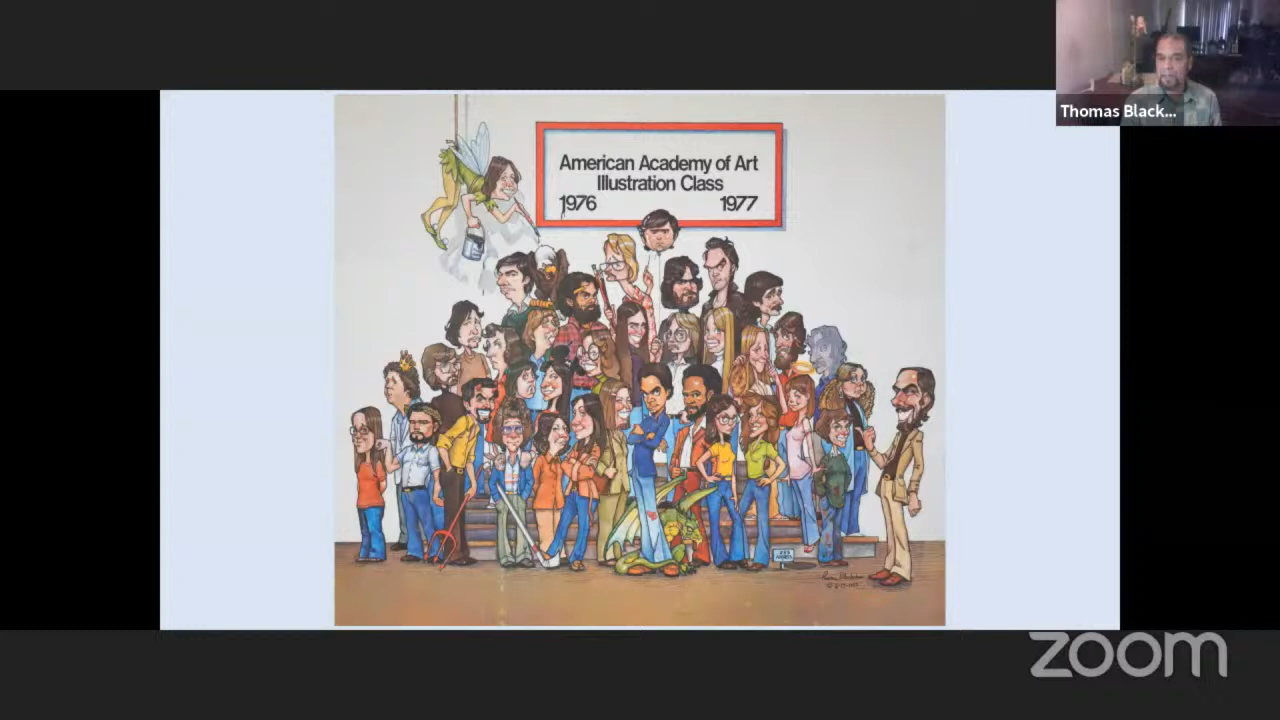 Thomas Black...
American Academy of Art
Illustration Class
1976 1977
zoom